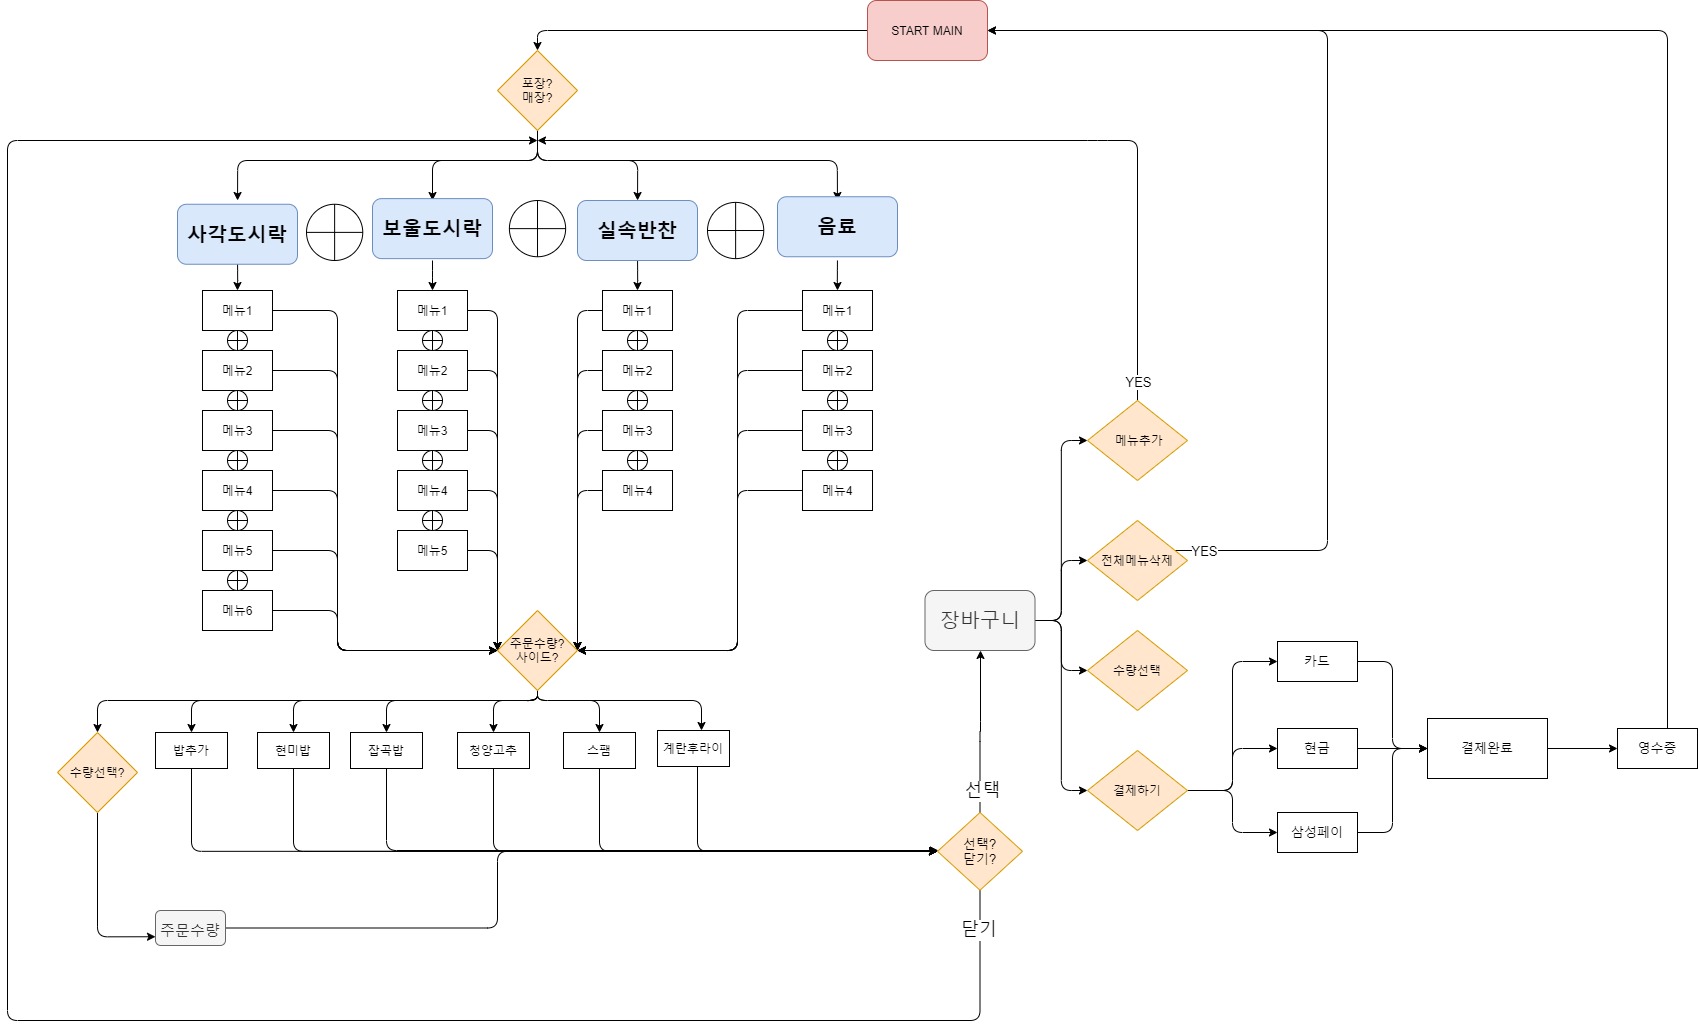 START MAIN
포장?
매장?
사각도시락
보울도시락
실속반찬
음료
메뉴1
메뉴1
메뉴1
메뉴1
메뉴2
메뉴2
메뉴2
메뉴2
메뉴3
메뉴3
메뉴3
메뉴3
메뉴4
메뉴4
메뉴4
메뉴4
메뉴5
메뉴5
메뉴6
주문수량?
사이드?
수량선택?
밥추가
현미밥
잡곡밥
청양고추
스팸
계란후라이
주문수량
선택?
닫기?
선택
닫기
장바구니
YES
메뉴추가
전체메뉴삭제
YES
수량선택
결제하기
카드
현금
삼성페이
결제완료
영수증